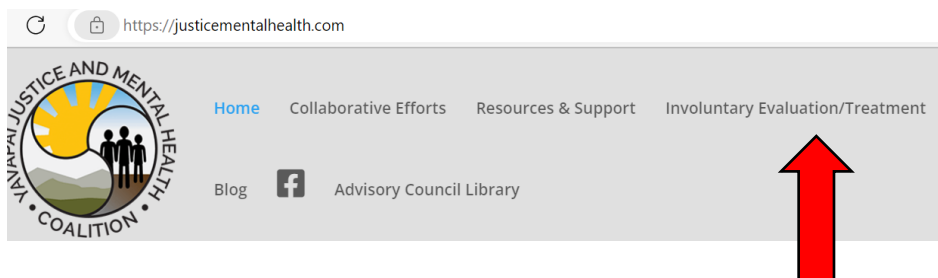 https://justicementalhealth.com
YAVAPAI JUSTICE AND MENTAL HEALTH
• COALITION •
Home Collaborative Efforts Resources & Support Involuntary Evaluation/Treatment
Blog Advisory Council Library